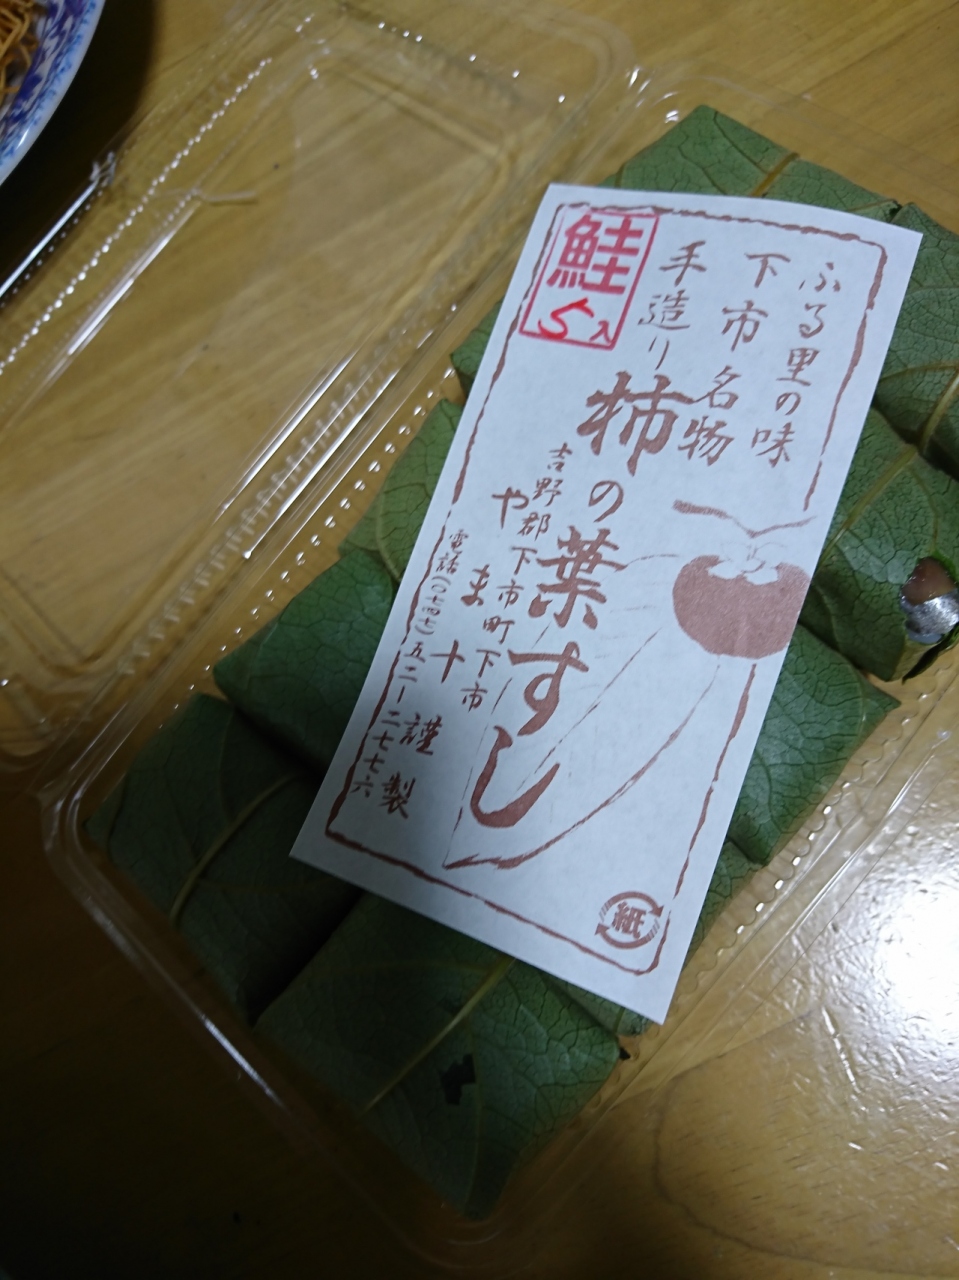 ふる里の味
下市名物
手造り
柿の葉すし
鮭
5入
吉野郡下市町下市
やま十
謹製
電話(〇七四七)五二ー二七七六
紙